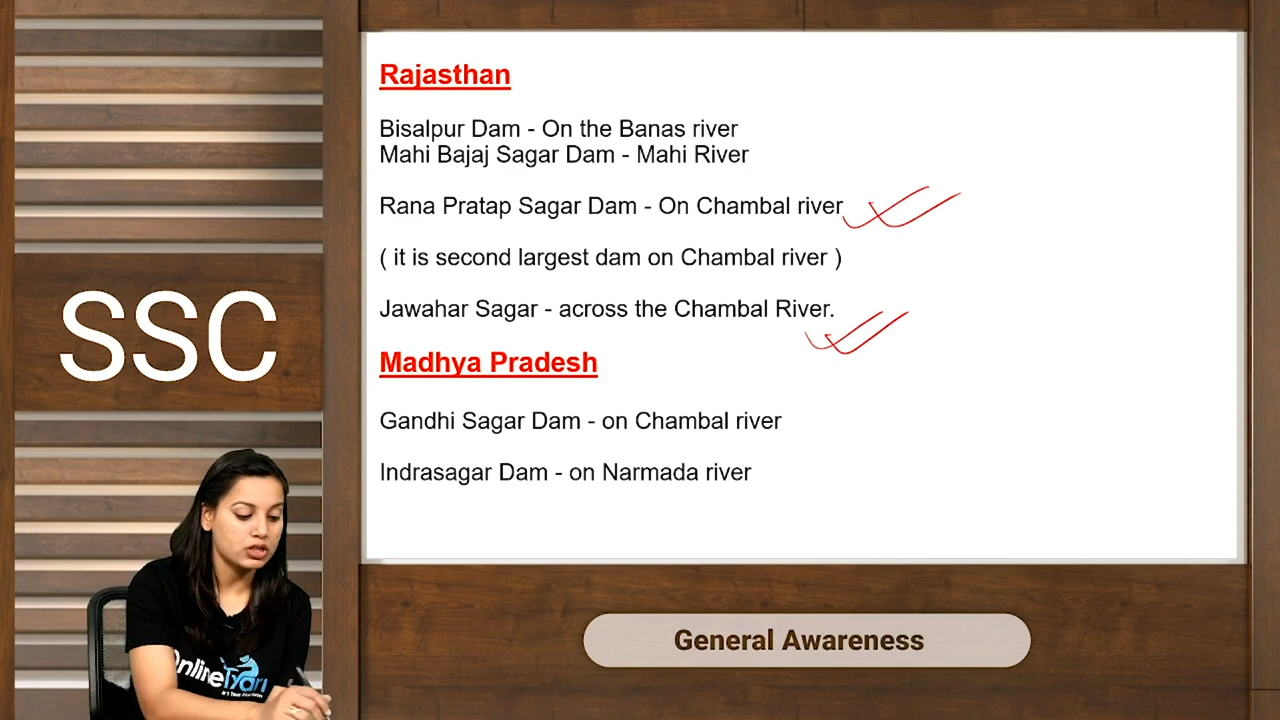 SSC
Rajasthan
Bisalpur Dam - On the Banas river
Mahi Bajaj Sagar Dam - Mahi River
Rana Pratap Sagar Dam - On Chambal river
( it is second largest dam on Chambal river )
Jawahar Sagar - across the Chambal River.
Madhya Pradesh
Gandhi Sagar Dam - on Chambal river
Indrasagar Dam - on Narmada river
OnlineTyari
General Awareness